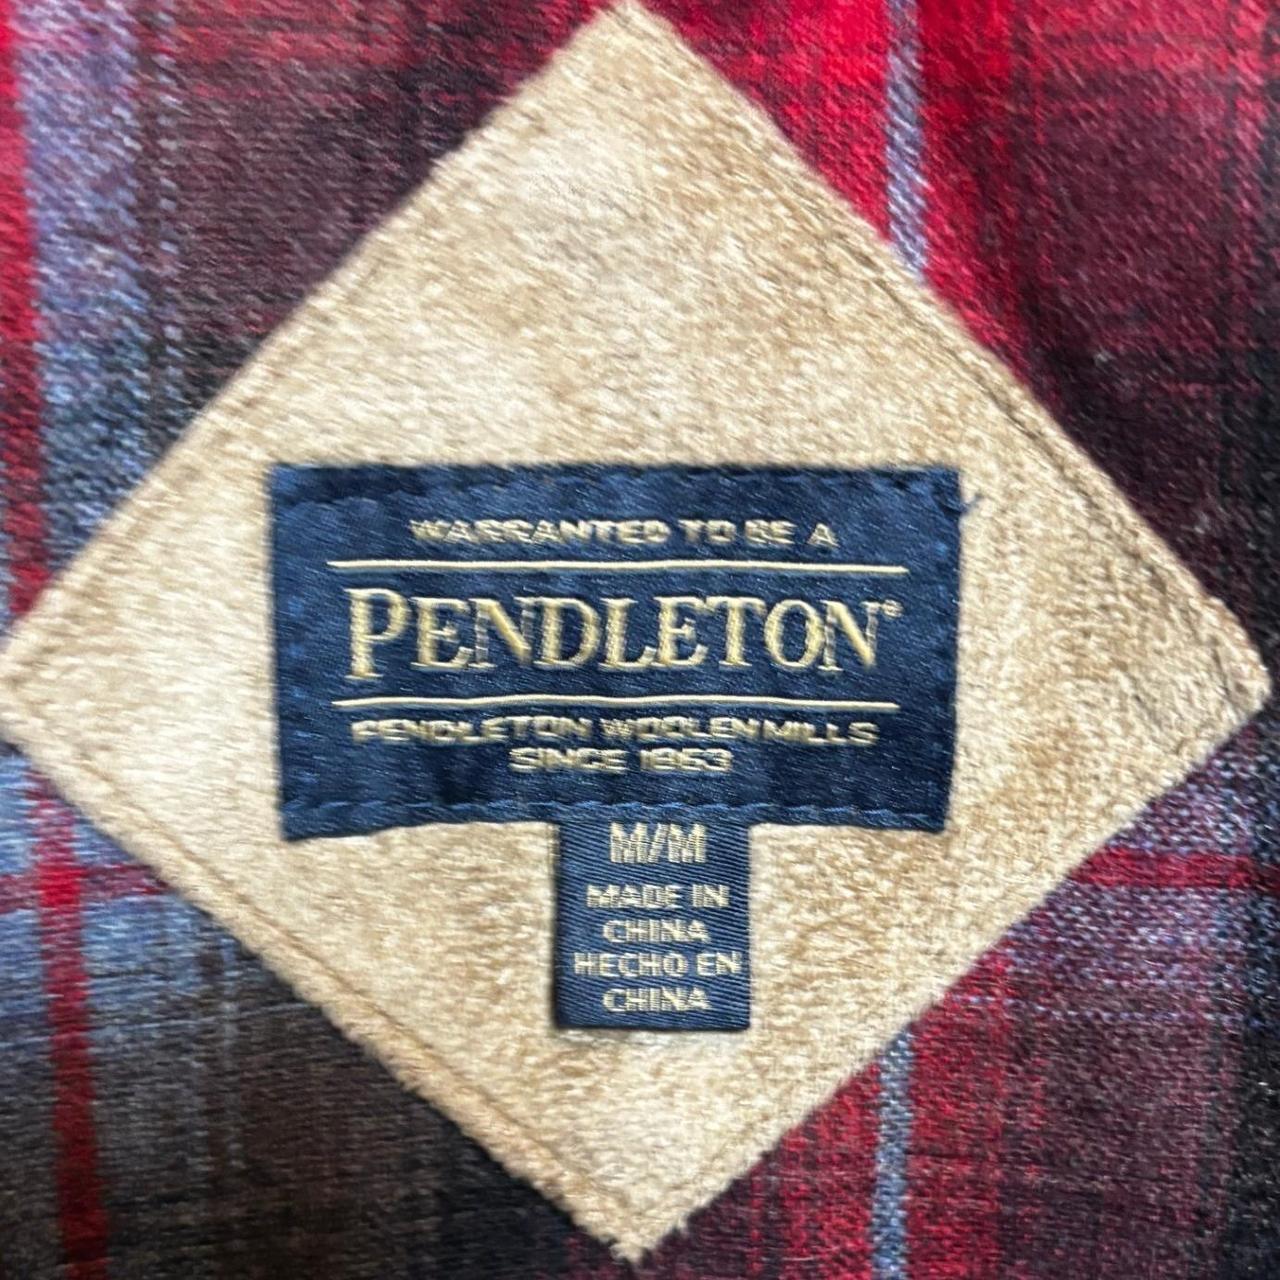 WARRANTED TO BE A
PENDLETON®
PENDLETON WOOLEN MILLS
SINCE 1863
M/M
MADE IN
CHINA
HECHO EN
CHINA